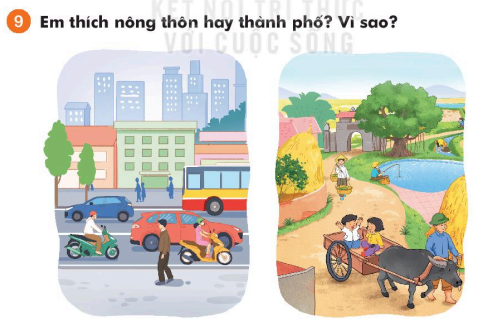 KẾT NỐI TRI THỨC
VỚI CUỘC SỐNG
9 Em thích nông thôn hay thành phố? Vì sao?